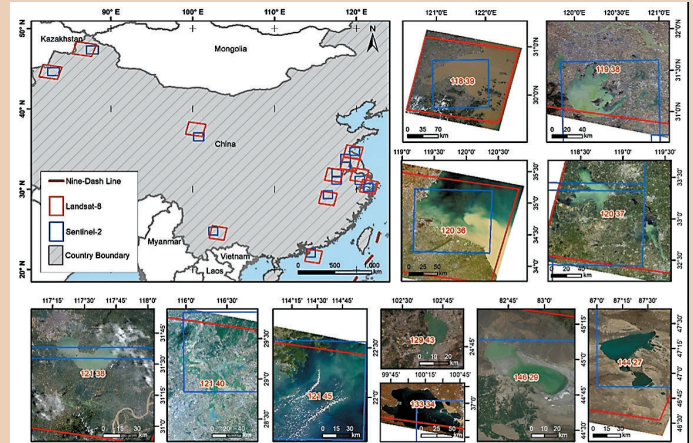 80° E
90° E
100° E
110° E
120° E
50° N
40° N
30° N
20° N
Kazakhstan
Mongolia
China
Myanmar
Laos
Vietnam
N
Nine-Dash Line
Landsat-8
Sentinel-2
Country Boundary
0 500 1,000
km
121°0'E 122°0'E
31°0'N
30°0'N
118 39
0 35 70
km
120°0'E 121°0'E
32°0'N
31°30'N
31°0'N
119 38
0 20 40
km
119°0' 120°0'
35°30'
35°0'
34°30'
34°0'
120 36
0 25 50
km
118°30' 119°0' 119°30'
33°30'
33°0'
32°30'
120 37
0 20 40
km
117°15' 117°30' 117°45' 118°0'
31°45'
31°30'
31°15'
31°0'
121 38
0 15 30
km
116°0' 116°30'
29°30'
29°0'
28°30'
121 40
0 15 30
km
114°15' 114°30' 114°45'
22°30'
22°0'
121 45
0 15 30
km
102°30' 102°45'
24°45'
129 43
0 10 20
km
99°45' 100°15' 100°45'
37°0'
133 34
0 30 60
km
82°45' 83°0'
45°15'
45°0'
44°45'
44°30'
146 29
0 10 20
km
87°0' 87°15' 87°30'
47°30'
47°15'
47°0'
46°45'
144 27
0 15 30
km